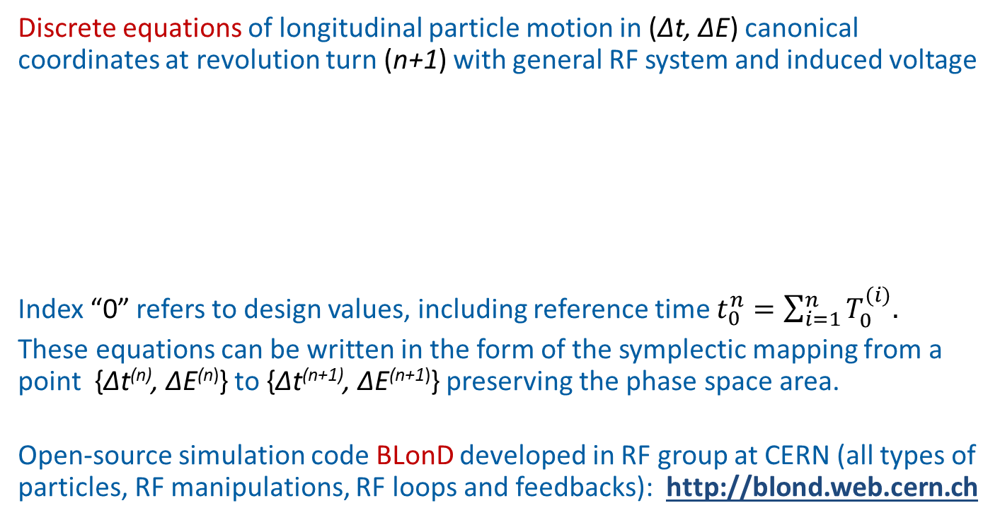 Discrete equations of longitudinal particle motion in (Δt, ΔE) canonical
coordinates at revolution turn (n+1) with general RF system and induced voltage
Index “0” refers to design values, including reference time $t_0^n = \sum_{i=1}^{n} T_0^{(i)}$.
These equations can be written in the form of the symplectic mapping from a
point {Δt⁽ⁿ⁾, ΔE⁽ⁿ⁾} to {Δt⁽ⁿ⁺¹⁾, ΔE⁽ⁿ⁺¹⁾} preserving the phase space area.
Open-source simulation code BLonD developed in RF group at CERN (all types of
particles, RF manipulations, RF loops and feedbacks): http://blond.web.cern.ch